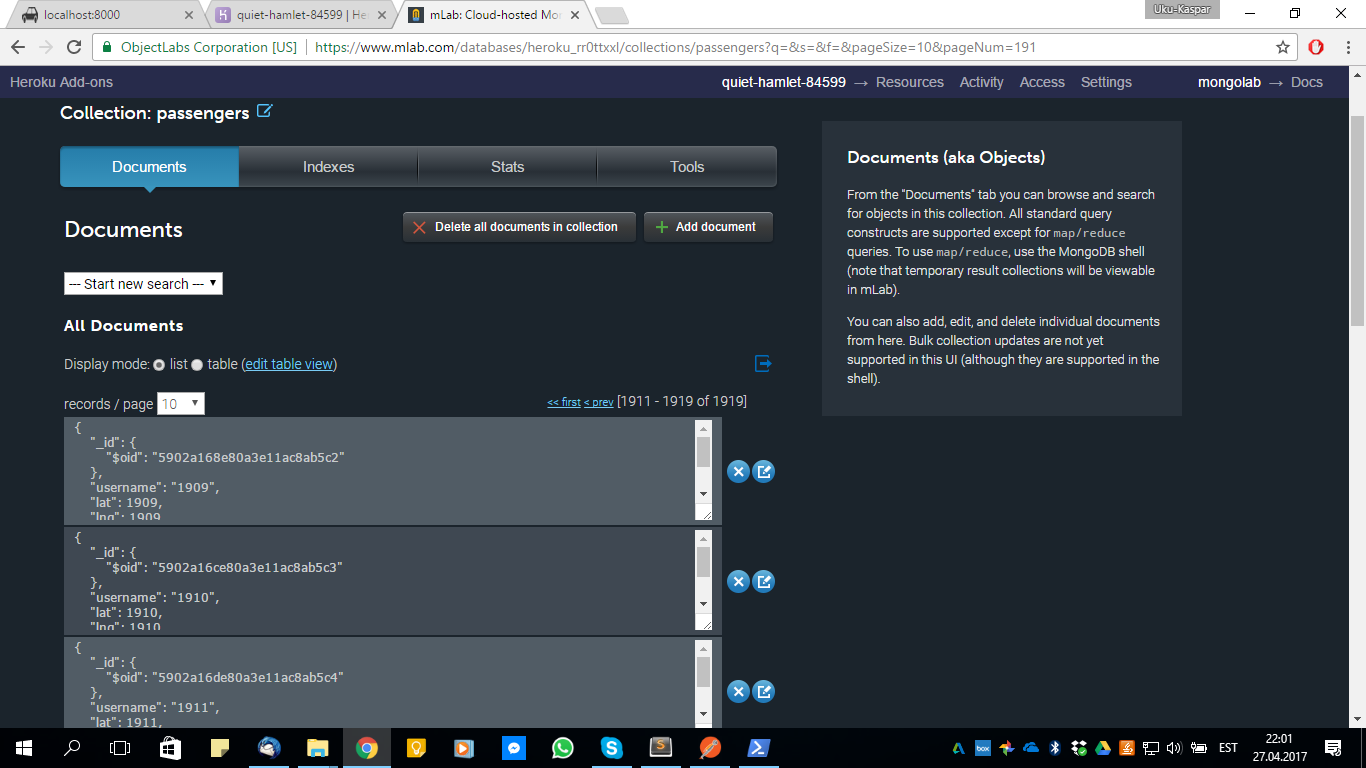 localhost:8000
quiet-hamlet-84599 | He
mLab: Cloud-hosted Mo
Uku-Kaspar
ObjectLabs Corporation [US]
https://www.mlab.com/databases/heroku_rr0ttxxl/collections/passengers?q=&s=&f=&pageSize=10&pageNum=191
Heroku Add-ons
quiet-hamlet-84599 → Resources Activity Access Settings
mongolab → Docs
Collection: passengers
Documents
Indexes
Stats
Tools
Documents
Delete all documents in collection
Add document
--- Start new search ---
All Documents
Display mode: list table (edit table view)
records / page 10
<< first < prev [1911 - 1919 of 1919]
{
"_id": {
"$oid": "5902a168e80a3e11ac8ab5c2"
},
"username": "1909",
"lat": 1909,
"lng": 1909
{
"_id": {
"$oid": "5902a16ce80a3e11ac8ab5c3"
},
"username": "1910",
"lat": 1910,
"lng": 1910
{
"_id": {
"$oid": "5902a16de80a3e11ac8ab5c4"
},
"username": "1911",
"lat": 1911,
Documents (aka Objects)
From the "Documents" tab you can browse and search
for objects in this collection. All standard query
constructs are supported except for map/reduce
queries. To use map/reduce, use the MongoDB shell
(note that temporary result collections will be viewable
in mLab).
You can also add, edit, and delete individual documents
from here. Bulk collection updates are not yet
supported in this UI (although they are supported in the
shell).
box
EST
22:01
27.04.2017